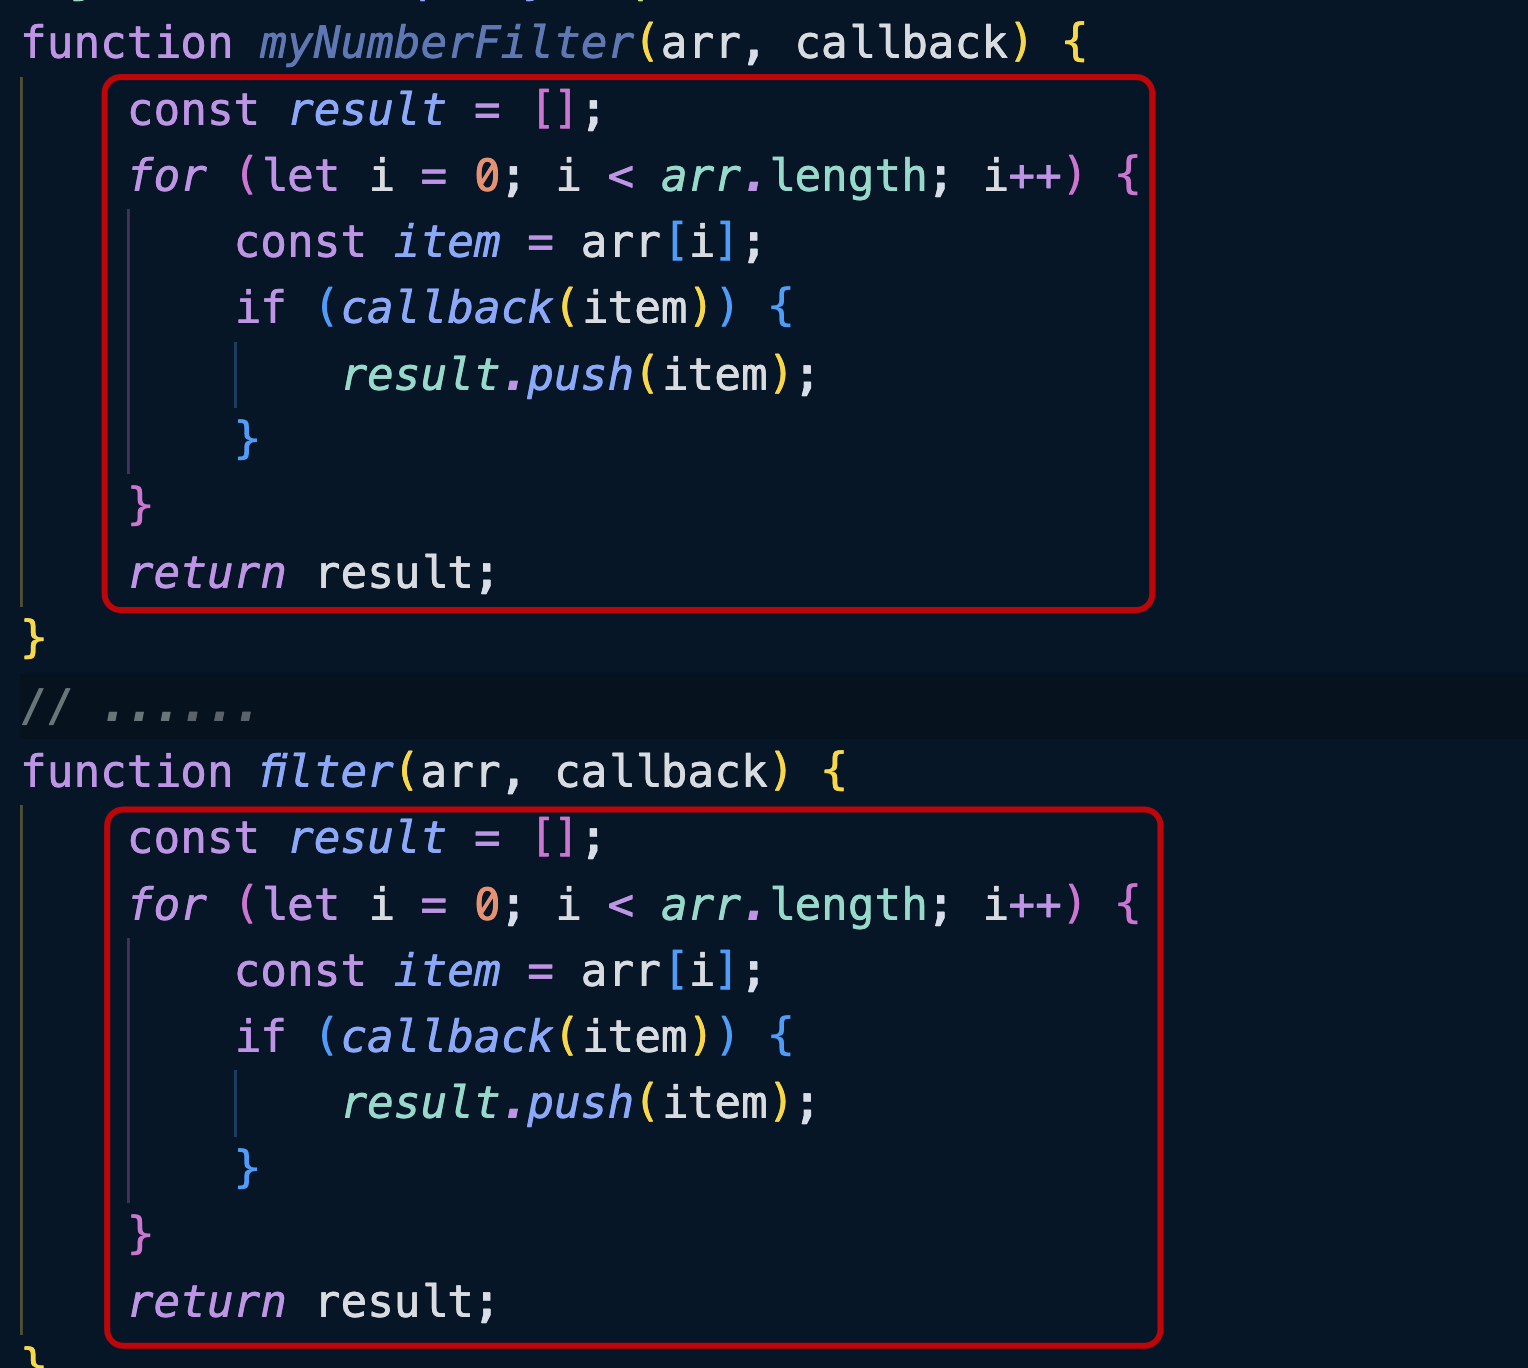 function myNumberFilter(arr, callback) {
const result = [];
for (let i = 0; i < arr.length; i++) {
const item = arr[i];
if (callback(item)) {
result.push(item);
}
}
return result;
}
// ......
function filter(arr, callback) {
const result = [];
for (let i = 0; i < arr.length; i++) {
const item = arr[i];
if (callback(item)) {
result.push(item);
}
}
return result;
}